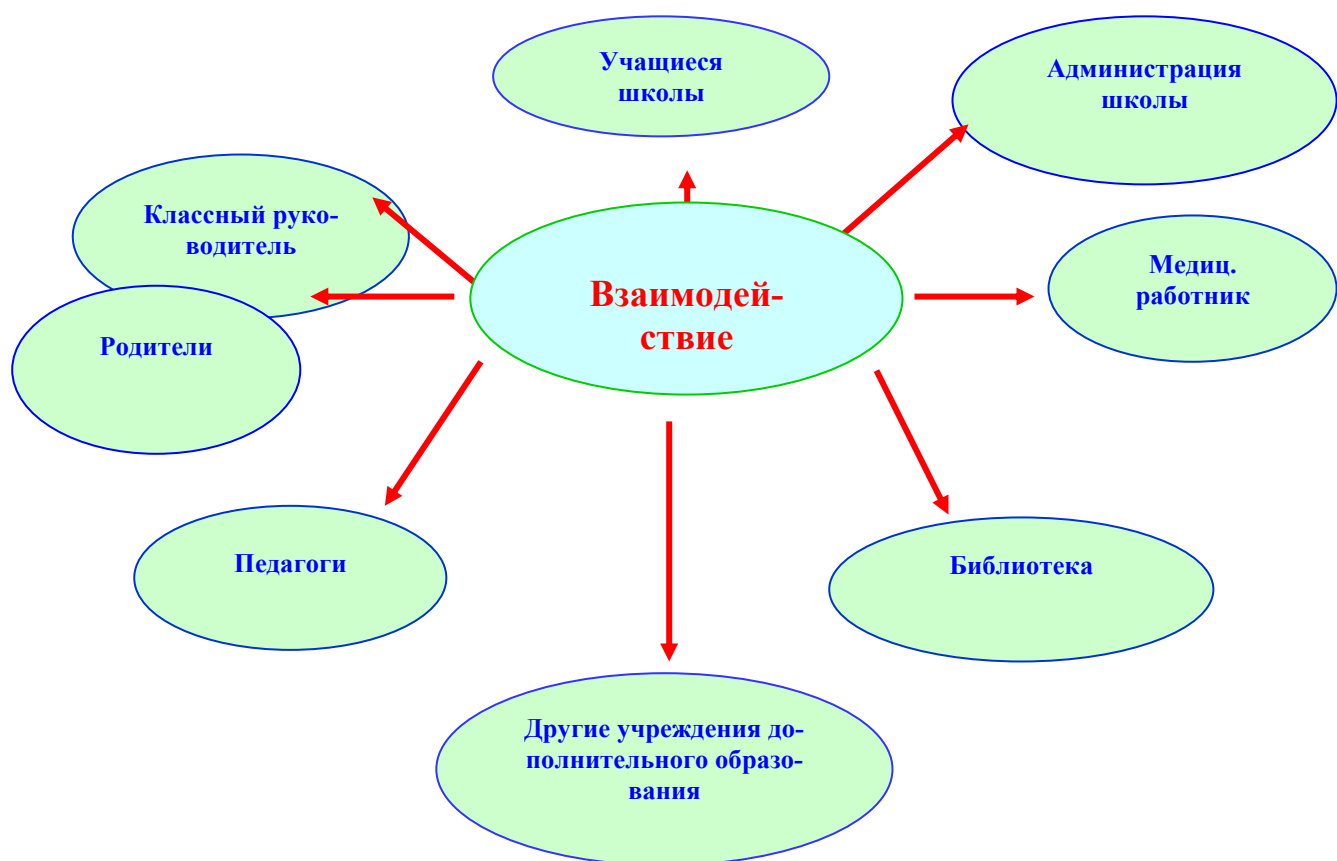 Учащиеся
школы
Администрация
школы
Классный руко-
водитель
Медиц.
работник
Взаимодей-
ствие
Родители
Педагоги
Библиотека
Другие учреждения до-
полнительного образо-
вания